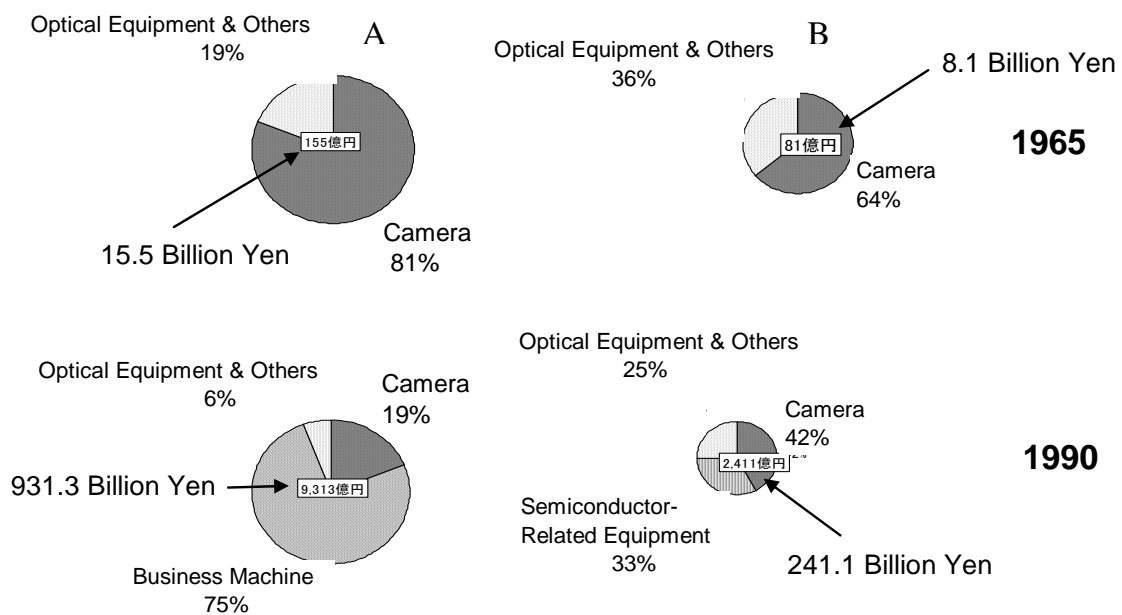 Optical Equipment & Others
19%
A
155億円
15.5 Billion Yen
Camera
81%
Optical Equipment & Others
36%
B
8.1 Billion Yen
81億円
Camera
64%
1965
Optical Equipment & Others
6%
Camera
19%
931.3 Billion Yen
9,313億円
Business Machine
75%
Optical Equipment & Others
25%
Camera
42%
2,411億円
Semiconductor-
Related Equipment
33%
241.1 Billion Yen
1990